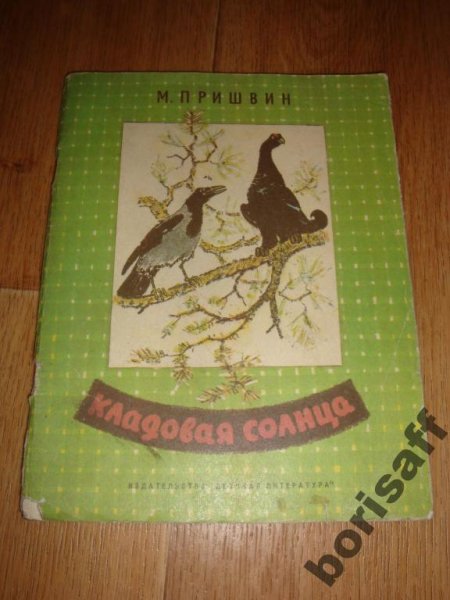 М. ПРИШВИН
кладовая солнца
ИЗДАТЕЛЬСТВО „ДЕТСКАЯ ЛИТЕРАТУРА"
borisaff